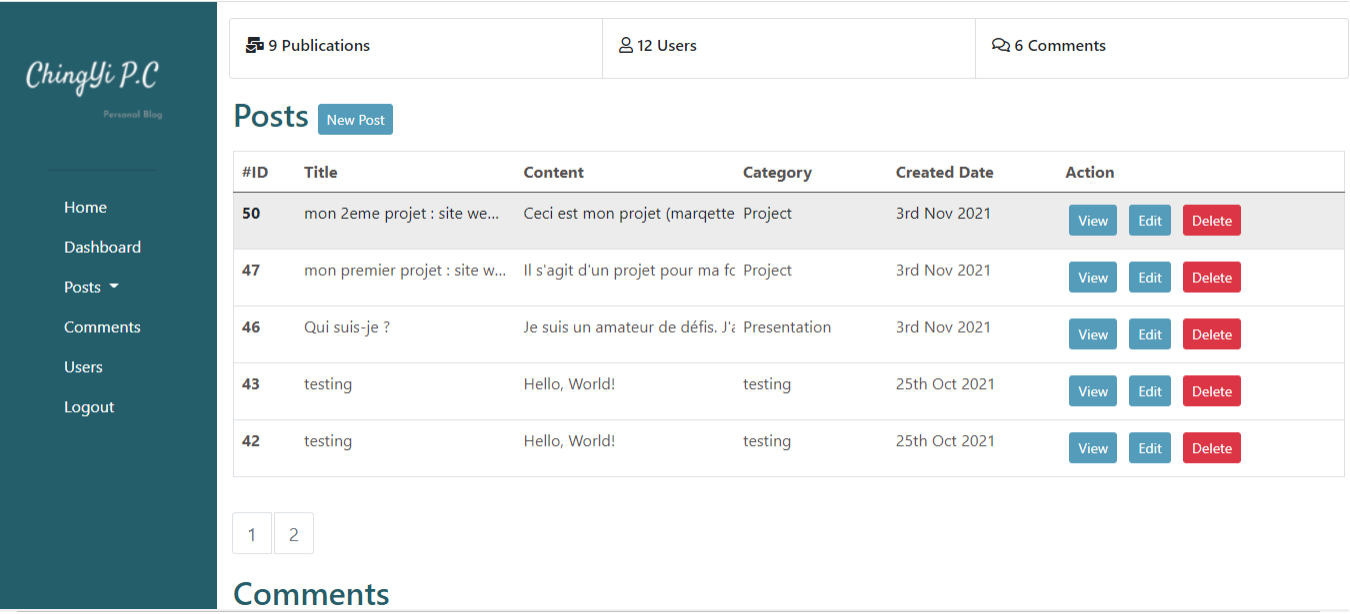 ChingYi P.C
Personal Blog
Home
Dashboard
Posts
Comments
Users
Logout
9 Publications 12 Users 6 Comments
Posts New Post
#ID Title Content Category Created Date Action
50 mon 2eme projet : site we... Ceci est mon projet (marqette Project 3rd Nov 2021 View Edit Delete
47 mon premier projet : site w... Il s'agit d'un projet pour ma fo Project 3rd Nov 2021 View Edit Delete
46 Qui suis-je ? Je suis un amateur de défis. J'a Presentation 3rd Nov 2021 View Edit Delete
43 testing Hello, World! testing 25th Oct 2021 View Edit Delete
42 testing Hello, World! testing 25th Oct 2021 View Edit Delete
1 2
Comments